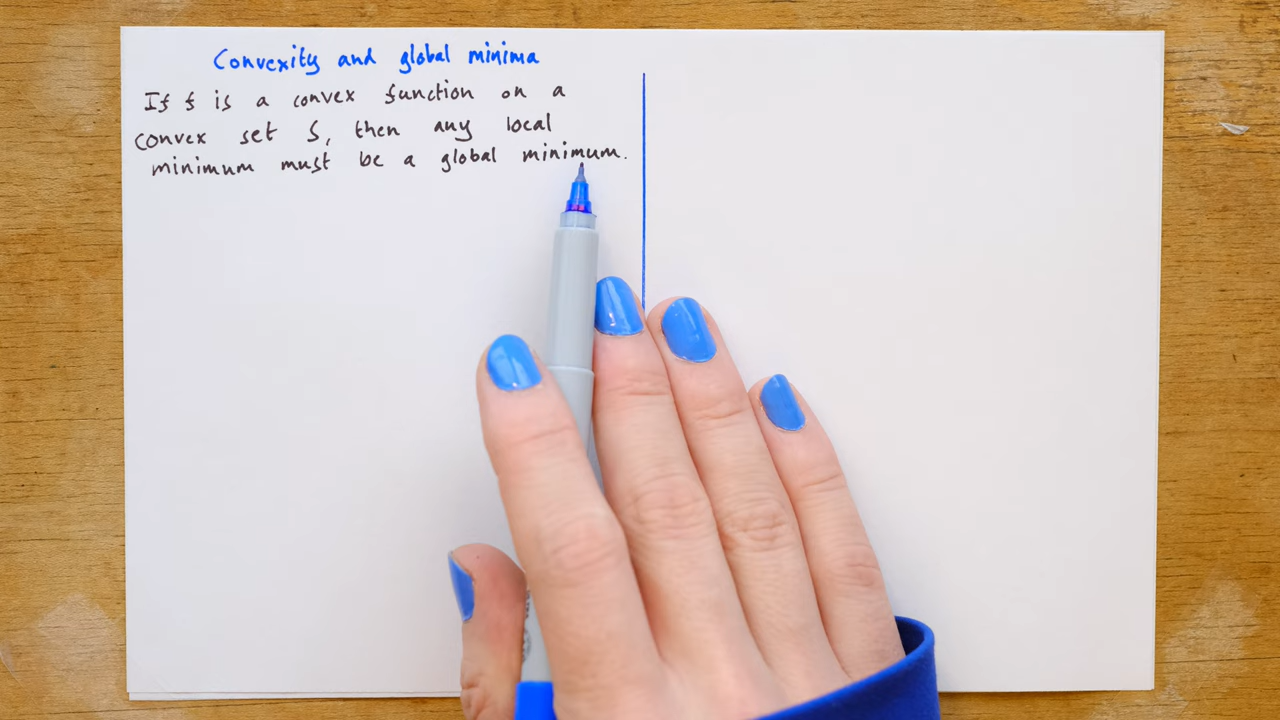 Convexity and global minima
If f is a convex function on a
convex set S, then any local
minimum must be a global minimum.